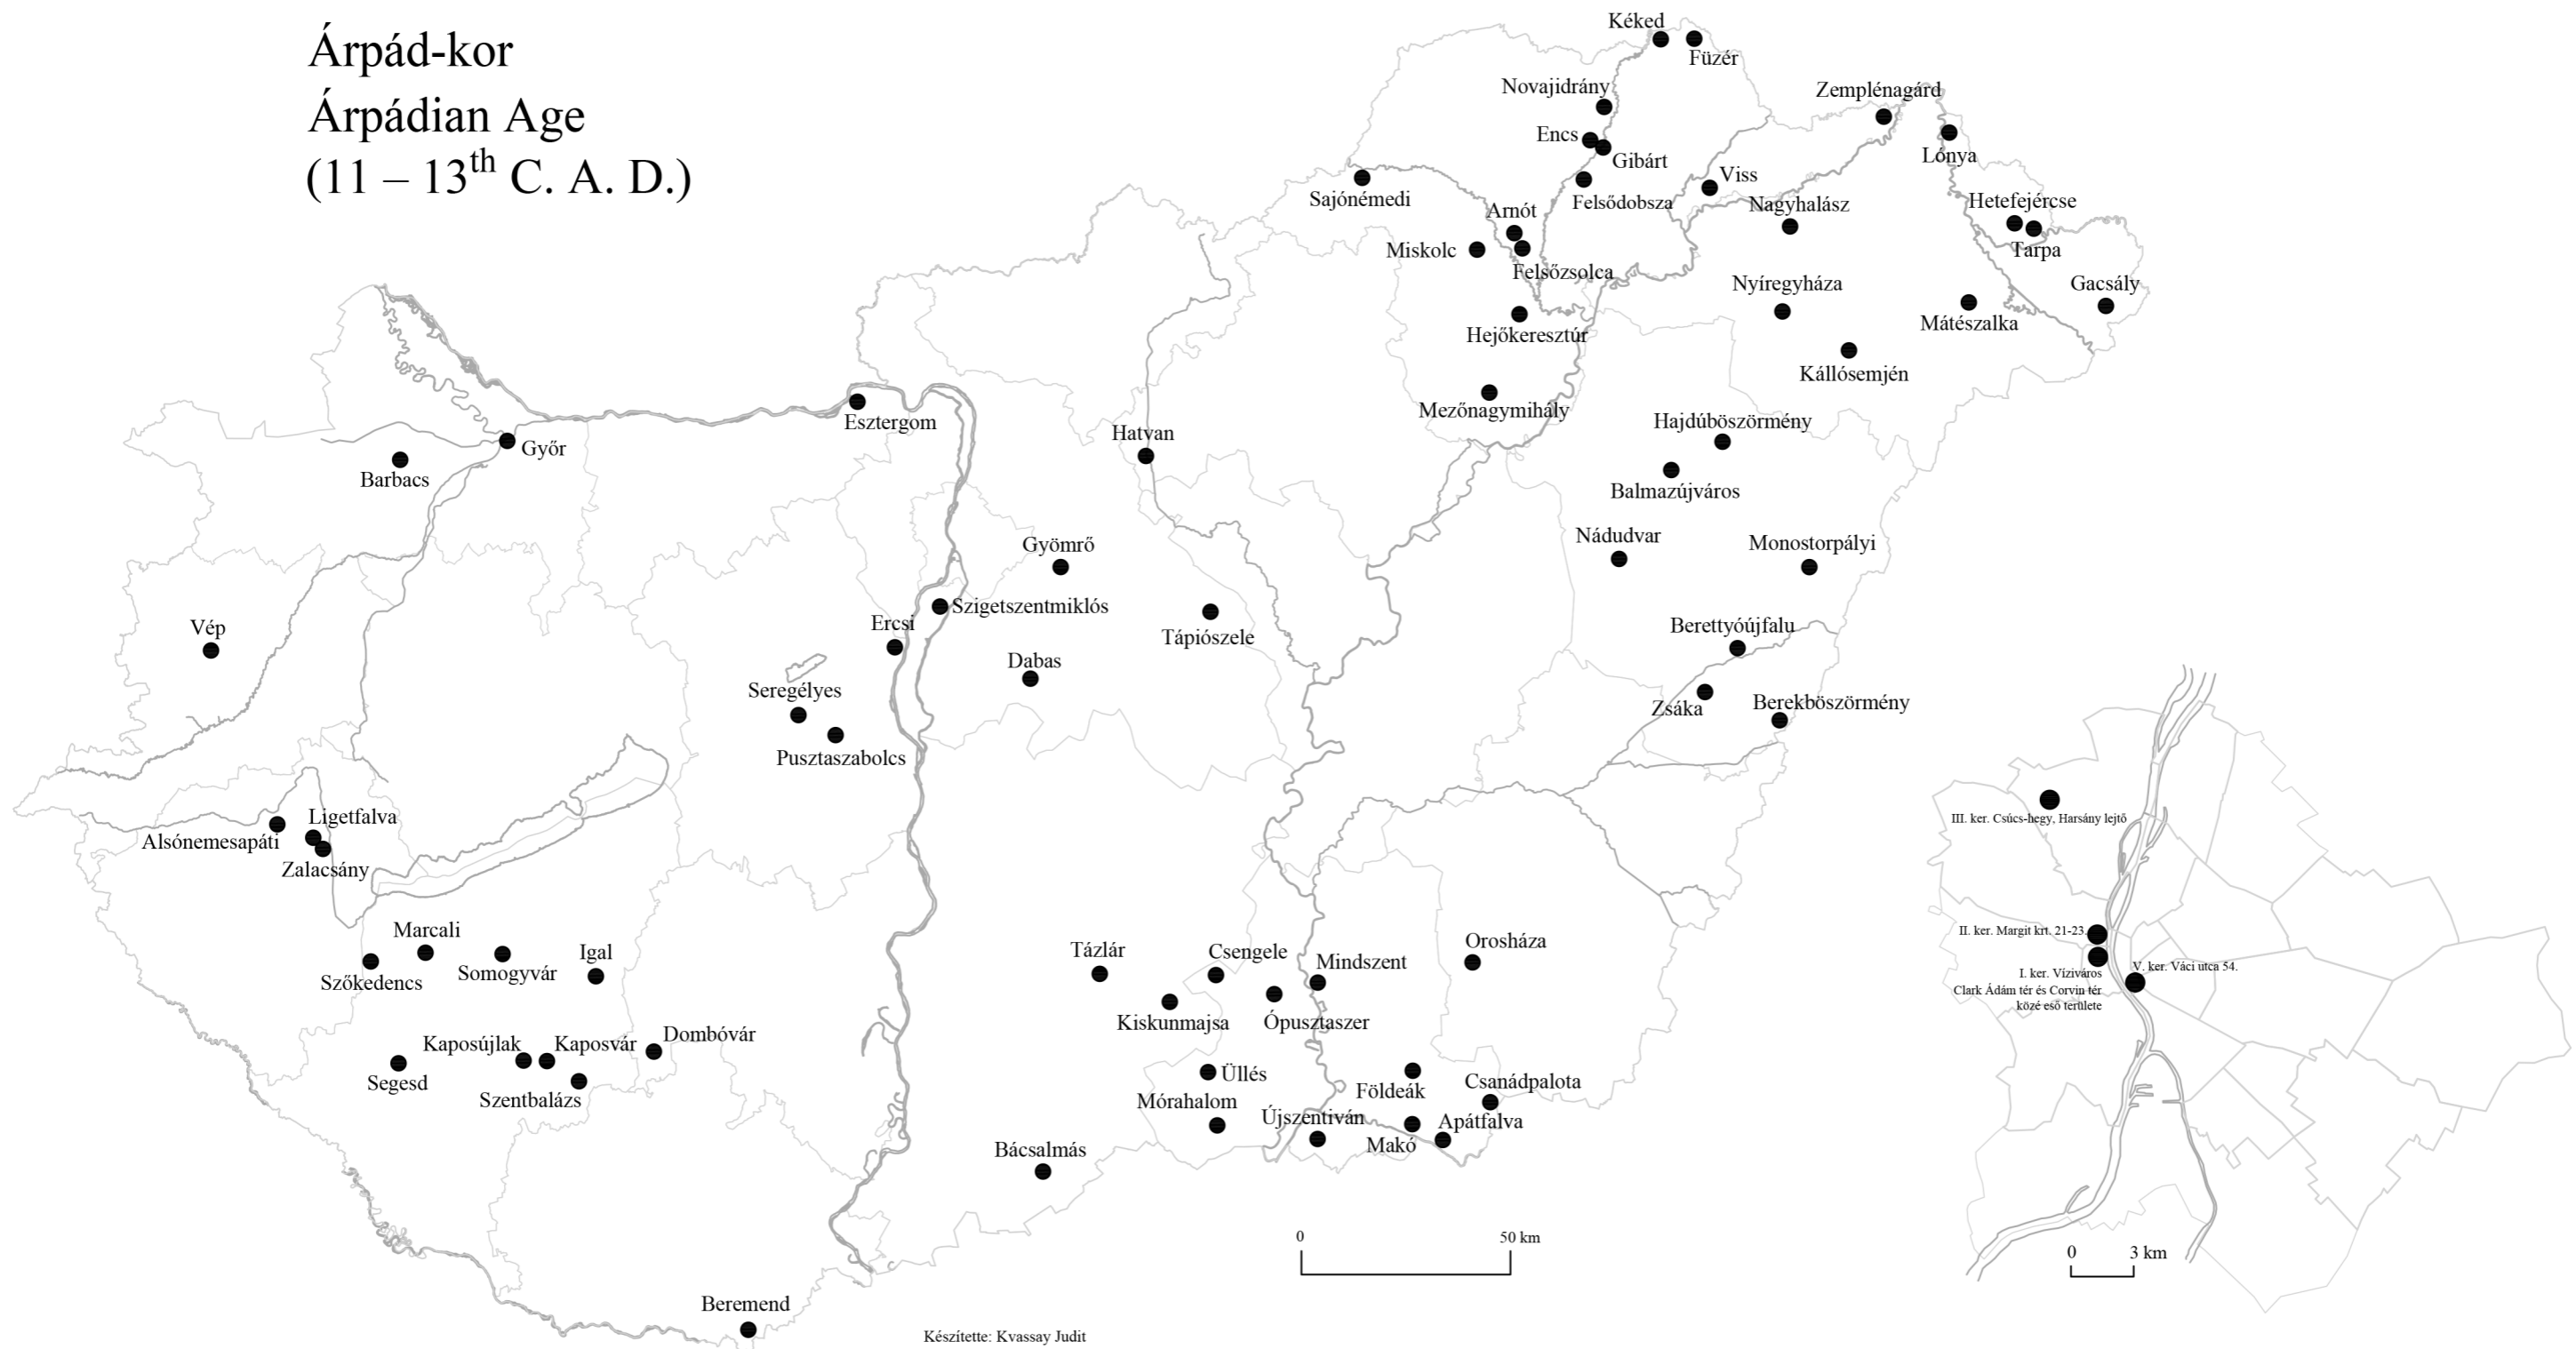 Árpád-kor
Árpádian Age
(11 – 13th C. A. D.)
Kéked
Füzér
Novajidrány
Zemplénagárd
Encs
Gibárt
Lónya
Viss
Sajónémedi
Felsődobsza
Hetefejércse
Arnót
Nagyhalász
Miskolc
Tarpa
Felsőzsolca
Nyíregyháza
Gacsály
Hejőkeresztúr
Mátészalka
Kállósemjén
Mezőnagymihály
Esztergom
Hajdúböszörmény
Hatvan
Győr
Barbacs
Balmazújváros
Nádudvar
Monostorpályi
Gyömrő
Szigetszentmiklós
Ercsi
Vép
Berettyóújfalu
Tápiószele
Dabas
Seregélyes
Zsáka
Berekböszörmény
Pusztaszabolcs
Ligetfalva
Alsónemesapáti
Zalacsány
III. ker. Csúcs-hegy, Harsány lejtő
Marcali
II. ker. Margit krt. 21-23.
Orosháza
Tázlár
Csengele
Igal
Mindszent
Somogyvár
V. ker. Váci utca 54.
I. ker. Víziváros
Clark Ádám tér és Corvin tér
közé eső területe
Szőkedencs
Kiskunmajsa
Ópusztaszer
Dombóvár
Kaposújlak
Kaposvár
Üllés
Segesd
Csanádpalota
Földeák
Szentbalázs
Mórahalom
Újszentiván
Apátfalva
Makó
Bácsalmás
0
50 km
0
3 km
Beremend
Készítette: Kvassay Judit